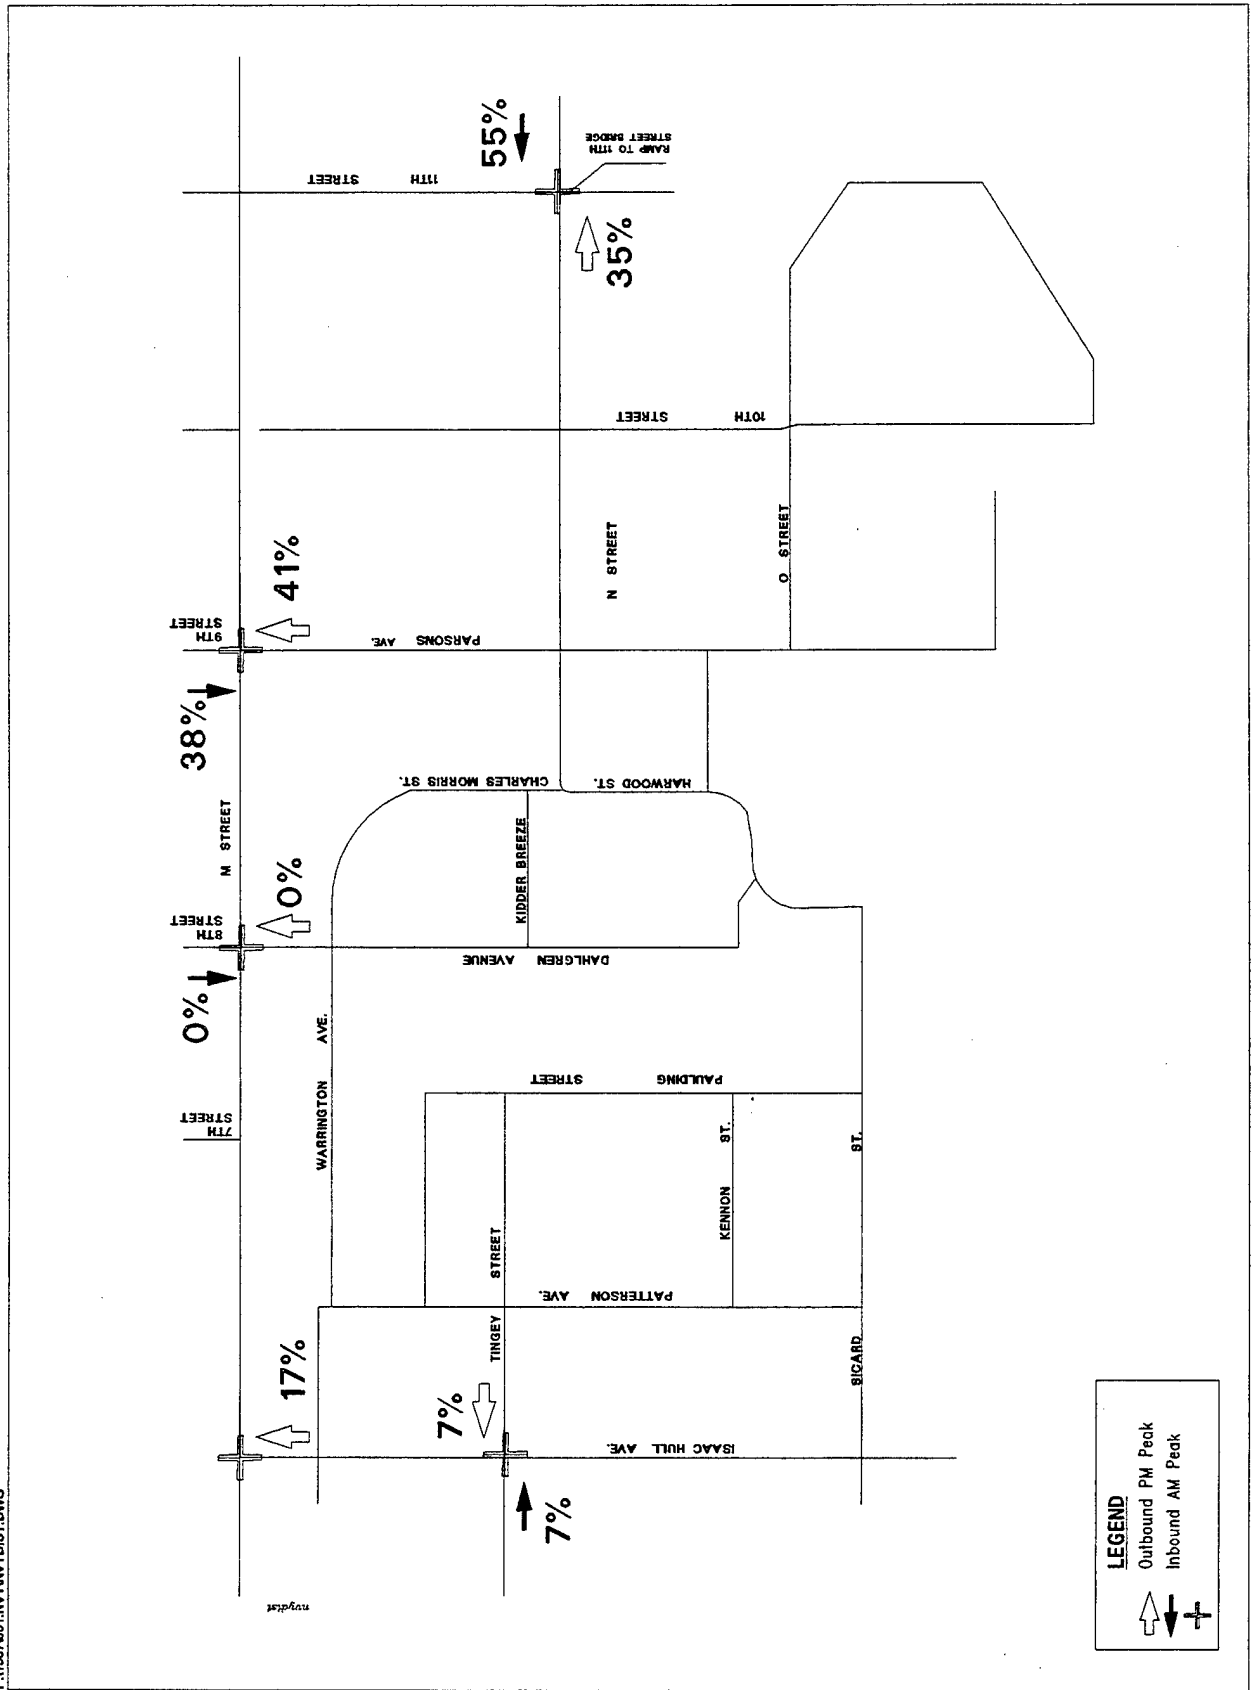 55%
RAMP TO 11TH
STREET BRIDGE
11TH STREET
35%
10TH STREET
41%
9TH
STREET
PARSONS AVE.
N STREET
O STREET
38%
M STREET
CHARLES MORRIS ST.
HARWOOD ST.
KIDDER BREEZE
0%
8TH
STREET
DAHLGREN AVENUE
0%
WARRINGTON AVE.
PAULDING STREET
7TH
STREET
KENNON ST.
TINGEY STREET
PATTERSON AVE.
SICARD ST.
17%
7%
ISAAC HULL AVE.
7%
nvydist
LEGEND
Outbound PM Peak
Inbound AM Peak